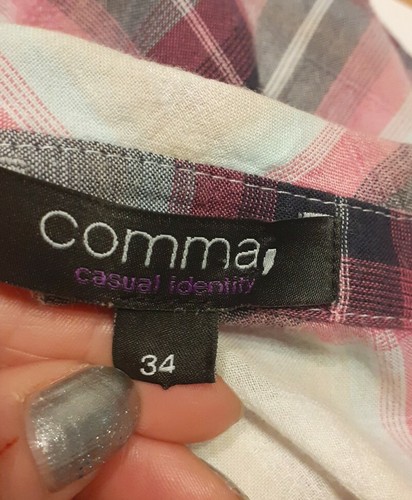 comma,
casual identity
34